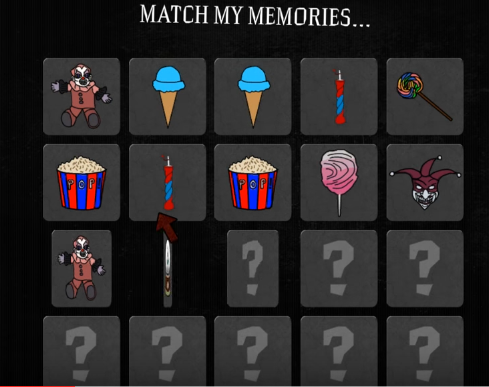 MATCH MY MEMORIES...
POP POP
? ? ?
? ? ? ? ?